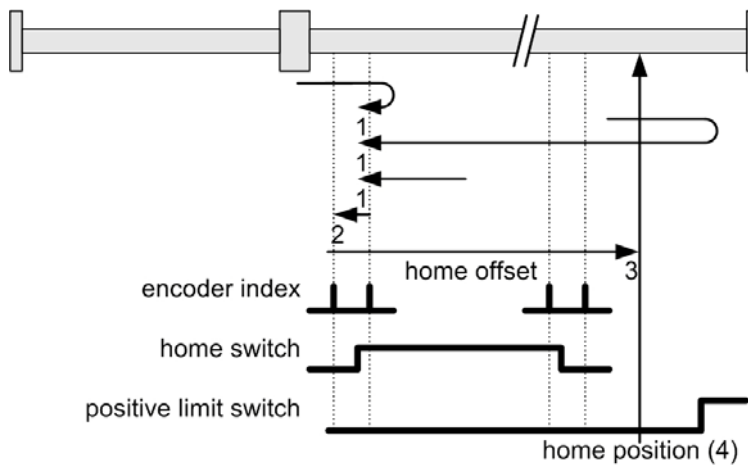 1
1
1
2
home offset
3
encoder index
home switch
positive limit switch
home position (4)